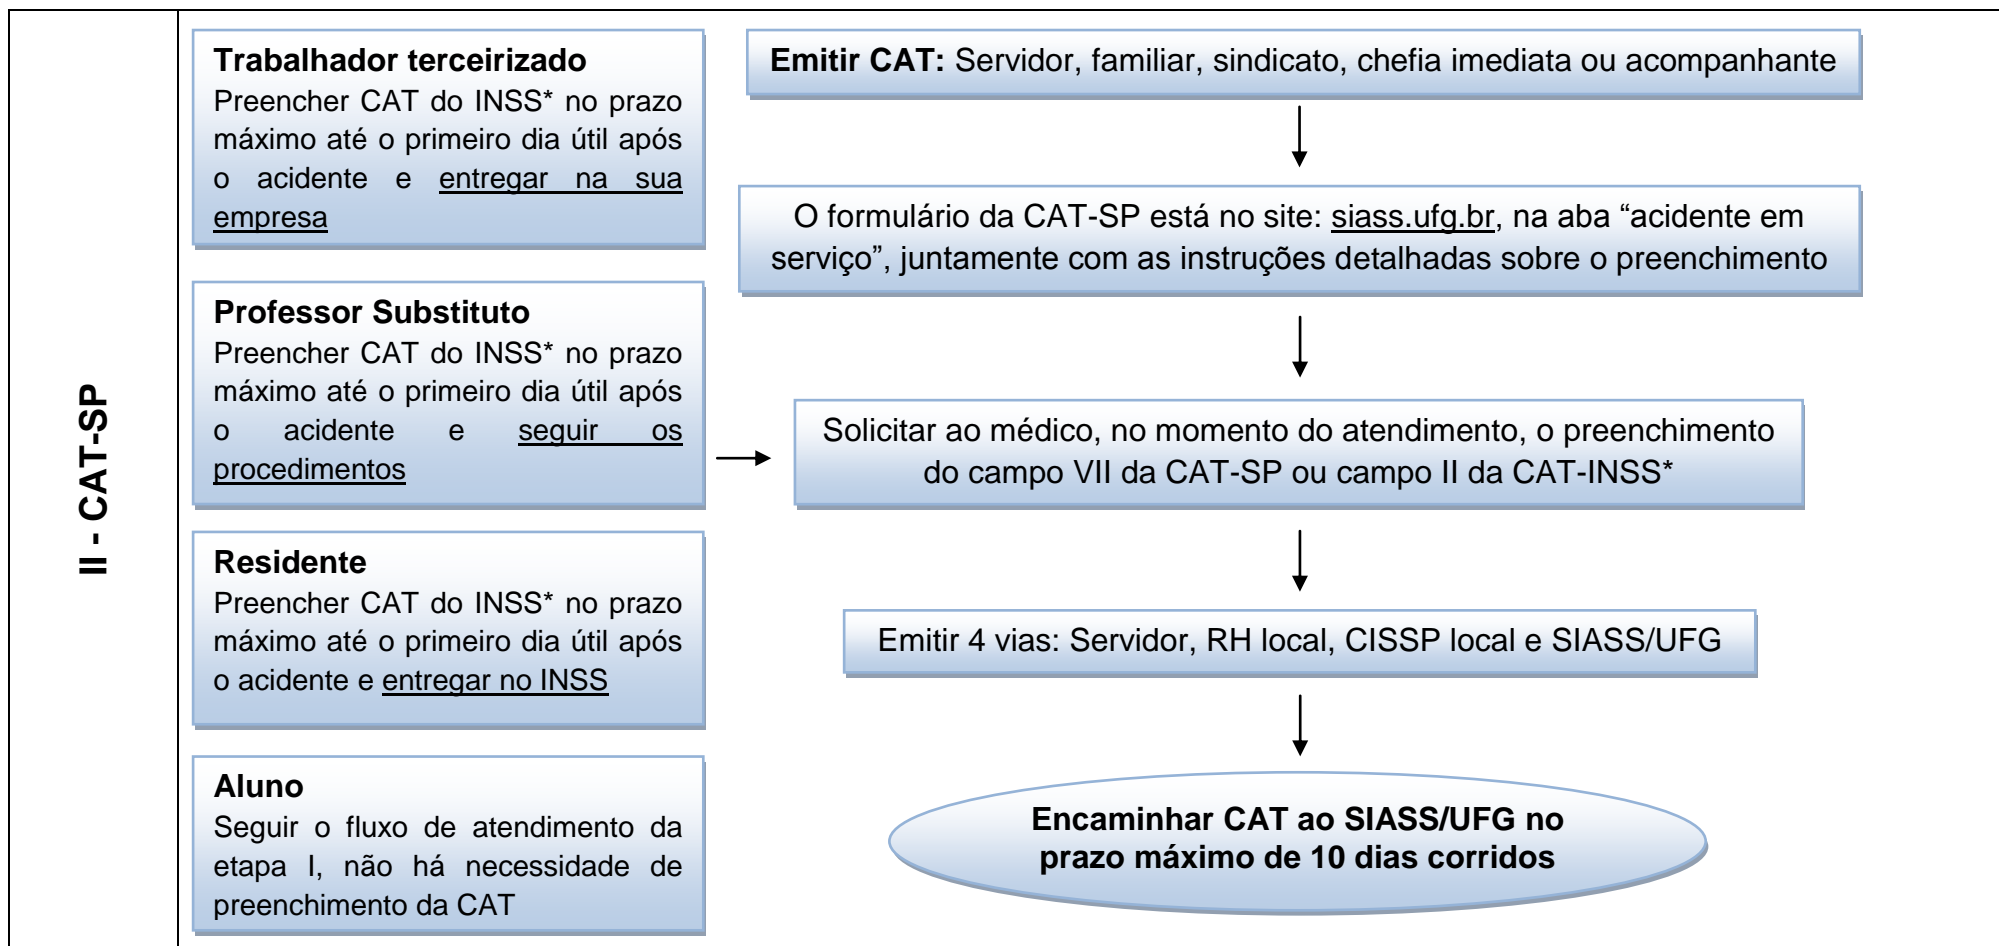 II - CAT-SP
Trabalhador terceirizado
Preencher CAT do INSS* no prazo
máximo até o primeiro dia útil após
o acidente e entregar na sua
empresa
Professor Substituto
Preencher CAT do INSS* no prazo
máximo até o primeiro dia útil após
o acidente e seguir os
procedimentos
Residente
Preencher CAT do INSS* no prazo
máximo até o primeiro dia útil após
o acidente e entregar no INSS
Aluno
Seguir o fluxo de atendimento da
etapa I, não há necessidade de
preenchimento da CAT
Emitir CAT: Servidor, familiar, sindicato, chefia imediata ou acompanhante
O formulário da CAT-SP está no site: siass.ufg.br, na aba “acidente em
serviço”, juntamente com as instruções detalhadas sobre o preenchimento
Solicitar ao médico, no momento do atendimento, o preenchimento
do campo VII da CAT-SP ou campo II da CAT-INSS*
Emitir 4 vias: Servidor, RH local, CISSP local e SIASS/UFG
Encaminhar CAT ao SIASS/UFG no
prazo máximo de 10 dias corridos